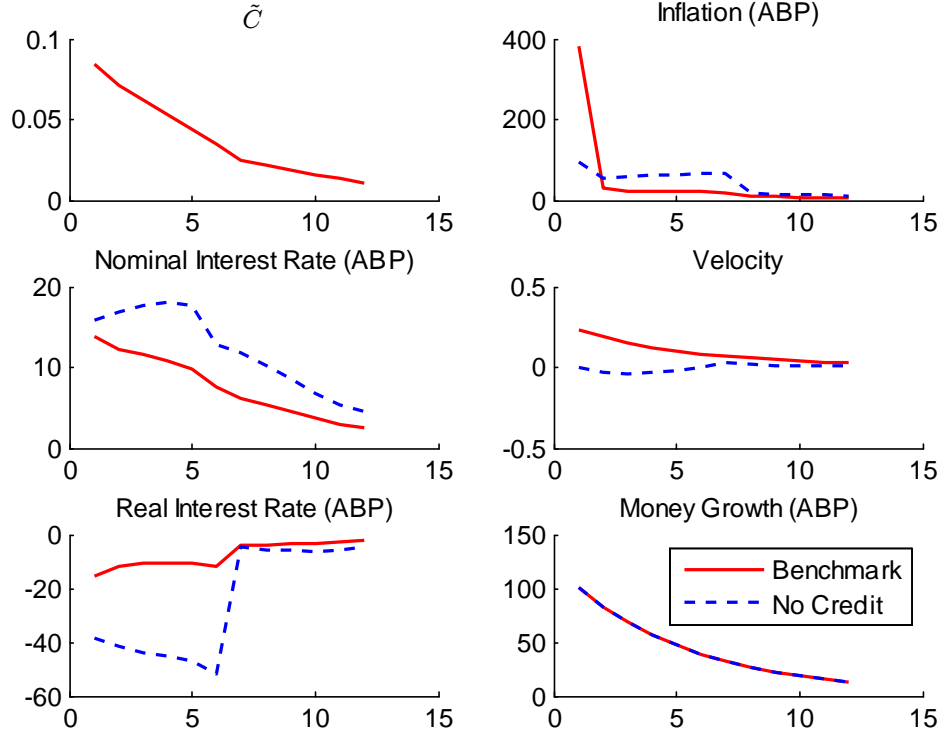 C̃
0.1
0.05
0
0 5 10 15
Inflation (ABP)
400
200
0
0 5 10 15
Nominal Interest Rate (ABP)
20
10
0
0 5 10 15
Velocity
0.5
0
-0.5
0 5 10 15
Real Interest Rate (ABP)
0
-20
-40
-60
0 5 10 15
Money Growth (ABP)
150
100
50
0
0 5 10 15
Benchmark
No Credit